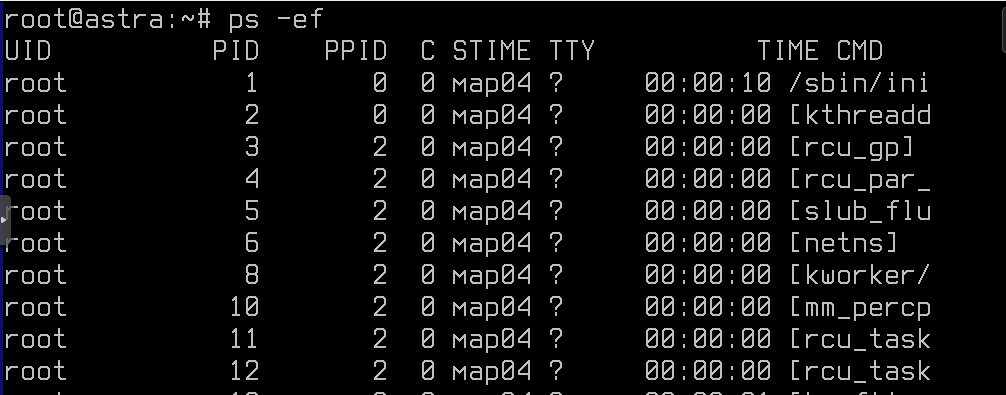 root@astra:~# ps -ef
UID PID PPID C STIME TTY TIME CMD
root 1 0 0 мар04 ? 00:00:10 /sbin/ini
root 2 0 0 мар04 ? 00:00:00 [kthreadd
root 3 2 0 мар04 ? 00:00:00 [rcu_gp]
root 4 2 0 мар04 ? 00:00:00 [rcu_par_
root 5 2 0 мар04 ? 00:00:00 [slub_flu
root 6 2 0 мар04 ? 00:00:00 [netns]
root 8 2 0 мар04 ? 00:00:00 [kworker/
root 10 2 0 мар04 ? 00:00:00 [mm_percp
root 11 2 0 мар04 ? 00:00:00 [rcu_task
root 12 2 0 мар04 ? 00:00:00 [rcu_task